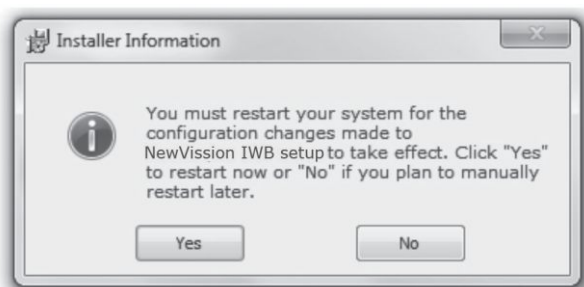 Installer Information
You must restart your system for the
configuration changes made to
NewVission IWB setup to take effect. Click "Yes"
to restart now or "No" if you plan to manually
restart later.
Yes
No